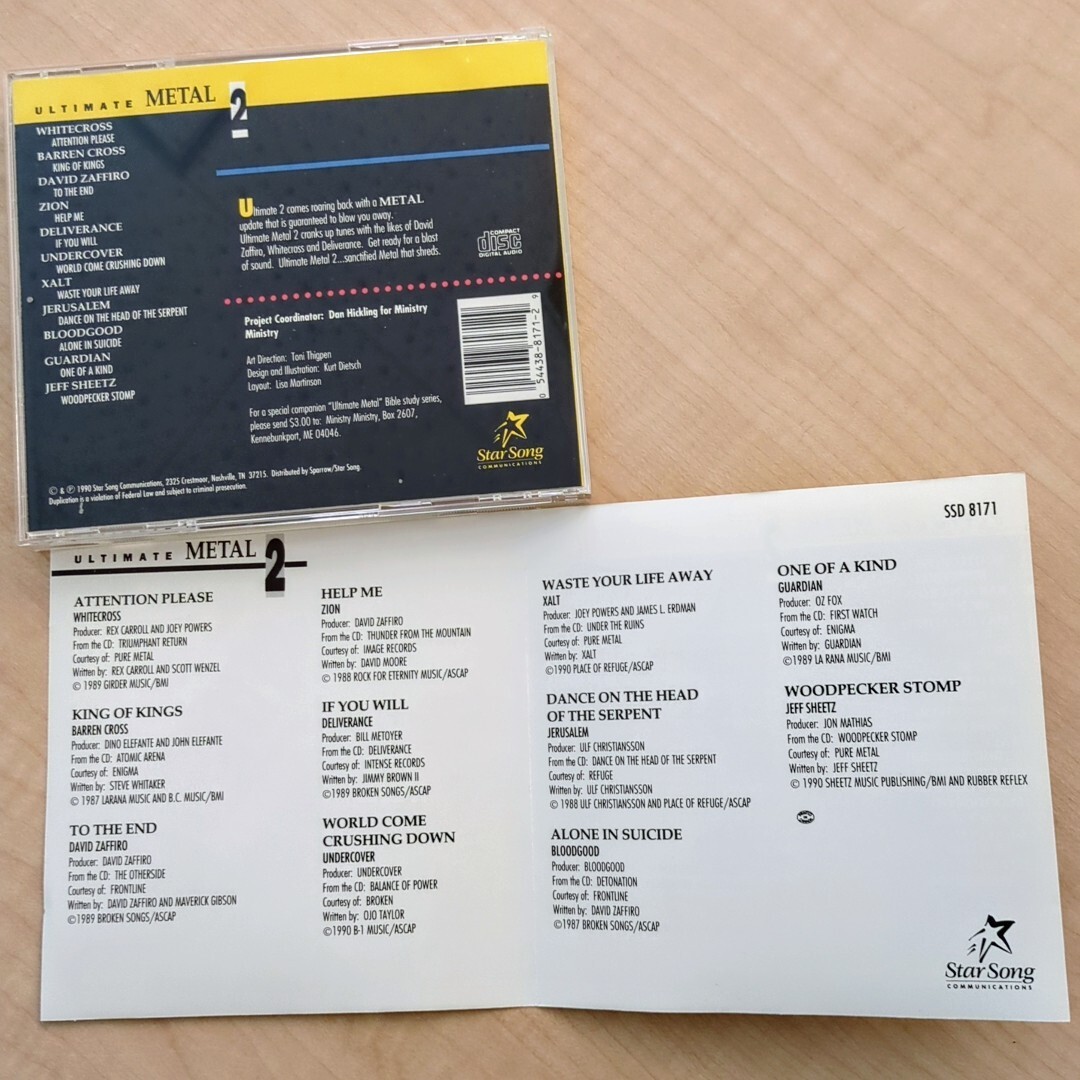 ULTIMATE METAL 2
WHITECROSS
ATTENTION PLEASE
BARREN CROSS
KING OF KINGS
DAVID ZAFFIRO
TO THE END
ZION
HELP ME
DELIVERANCE
IF YOU WILL
UNDERCOVER
WORLD COME CRUSHING DOWN
XALT
WASTE YOUR LIFE AWAY
JERUSALEM
DANCE ON THE HEAD OF THE SERPENT
BLOODGOOD
ALONE IN SUICIDE
GUARDIAN
ONE OF A KIND
JEFF SHEETZ
WOODPECKER STOMP
Ultimate 2 comes roaring back with a METAL
update that is guaranteed to blow you away.
Ultimate Metal 2 cranks up tunes with the likes of David
Zaffiro, Whitecross and Deliverance. Get ready for a blast
of sound. Ultimate Metal 2...sanctified Metal that shreds.
COMPACT
disc
DIGITAL AUDIO
Project Coordinator: Dan Hickling for Ministry
Ministry
Art Direction: Toni Thigpen
Design and Illustration: Kurt Dietsch
Layout: Lisa Martinson
For a special companion "Ultimate Metal" Bible study series,
please send $3.00 to: Ministry Ministry, Box 2607,
Kennebunkport, ME 04046.
0 54438-8171-2 9
Star Song
COMMUNICATIONS
© & ℗ 1990 Star Song Communications, 2325 Crestmoor, Nashville, TN 37215. Distributed by Sparrow/Star Song.
Duplication is a violation of Federal Law and subject to criminal prosecution.
SSD 8171
ULTIMATE METAL 2
ATTENTION PLEASE
WHITECROSS
Producer: REX CARROLL AND JOEY POWERS
From the CD: TRIUMPHANT RETURN
Courtesy of: PURE METAL
Written by: REX CARROLL AND SCOTT WENZEL
© 1989 GIRDER MUSIC/BMI
KING OF KINGS
BARREN CROSS
Producer: DINO ELEFANTE AND JOHN ELEFANTE
From the CD: ATOMIC ARENA
Courtesy of: ENIGMA
Written by: STEVE WHITAKER
© 1987 LARANA MUSIC AND B.C. MUSIC/BMI
TO THE END
DAVID ZAFFIRO
Producer: DAVID ZAFFIRO
From the CD: THE OTHERSIDE
Courtesy of: FRONTLINE
Written by: DAVID ZAFFIRO AND MAVERICK GIBSON
©1989 BROKEN SONGS/ASCAP
HELP ME
ZION
Producer: DAVID ZAFFIRO
From the CD: THUNDER FROM THE MOUNTAIN
Courtesy of: IMAGE RECORDS
Written by: DAVID MOORE
© 1988 ROCK FOR ETERNITY MUSIC/ASCAP
IF YOU WILL
DELIVERANCE
Producer: BILL METOYER
From the CD: DELIVERANCE
Courtesy of: INTENSE RECORDS
Written by: JIMMY BROWN II
©1989 BROKEN SONGS/ASCAP
WORLD COME
CRUSHING DOWN
UNDERCOVER
Producer: UNDERCOVER
From the CD: BALANCE OF POWER
Courtesy of: BROKEN
Written by: OJO TAYLOR
©1990 B-1 MUSIC/ASCAP
WASTE YOUR LIFE AWAY
XALT
Producer: JOEY POWERS AND JAMES L. ERDMAN
From the CD: UNDER THE RUINS
Courtesy of: PURE METAL
Written by: XALT
©1990 PLACE OF REFUGE/ASCAP
DANCE ON THE HEAD
OF THE SERPENT
JERUSALEM
Producer: ULF CHRISTIANSSON
From the CD: DANCE ON THE HEAD OF THE SERPENT
Courtesy of: REFUGE
Written by: ULF CHRISTIANSSON
© 1988 ULF CHRISTIANSSON AND PLACE OF REFUGE/ASCAP
ALONE IN SUICIDE
BLOODGOOD
Producer: BLOODGOOD
From the CD: DETONATION
Courtesy of: FRONTLINE
Written by: DAVID ZAFFIRO
©1987 BROKEN SONGS/ASCAP
ONE OF A KIND
GUARDIAN
Producer: OZ FOX
From the CD: FIRST WATCH
Courtesy of: ENIGMA
Written by: GUARDIAN
©1989 LA RANA MUSIC/BMI
WOODPECKER STOMP
JEFF SHEETZ
Producer: JON MATHIAS
From the CD: WOODPECKER STOMP
Courtesy of: PURE METAL
Written by: JEFF SHEETZ
© 1990 SHEETZ MUSIC PUBLISHING/BMI AND RUBBER REFLEX
Star Song
COMMUNICATIONS